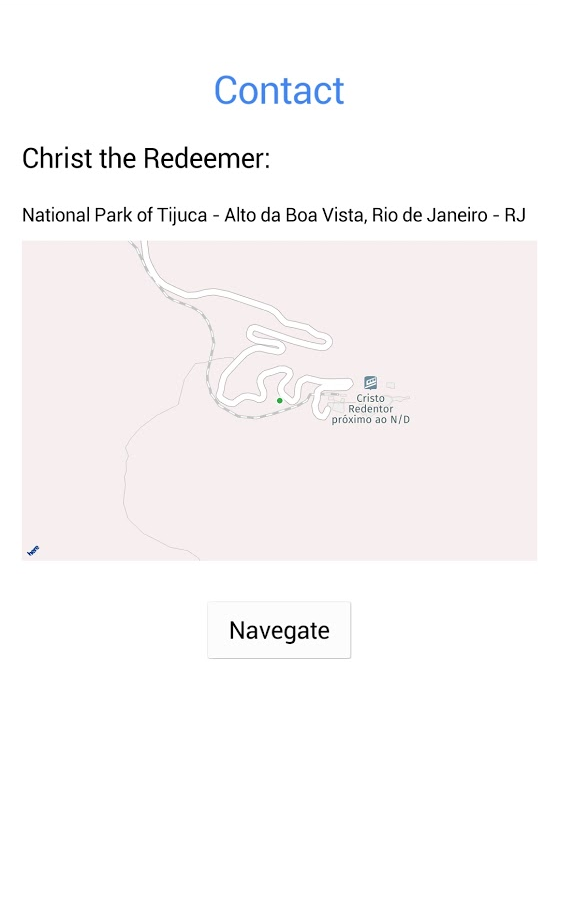 Contact
Christ the Redeemer:
National Park of Tijuca - Alto da Boa Vista, Rio de Janeiro - RJ
Cristo
Redentor
próximo ao N/D
here
Navegate